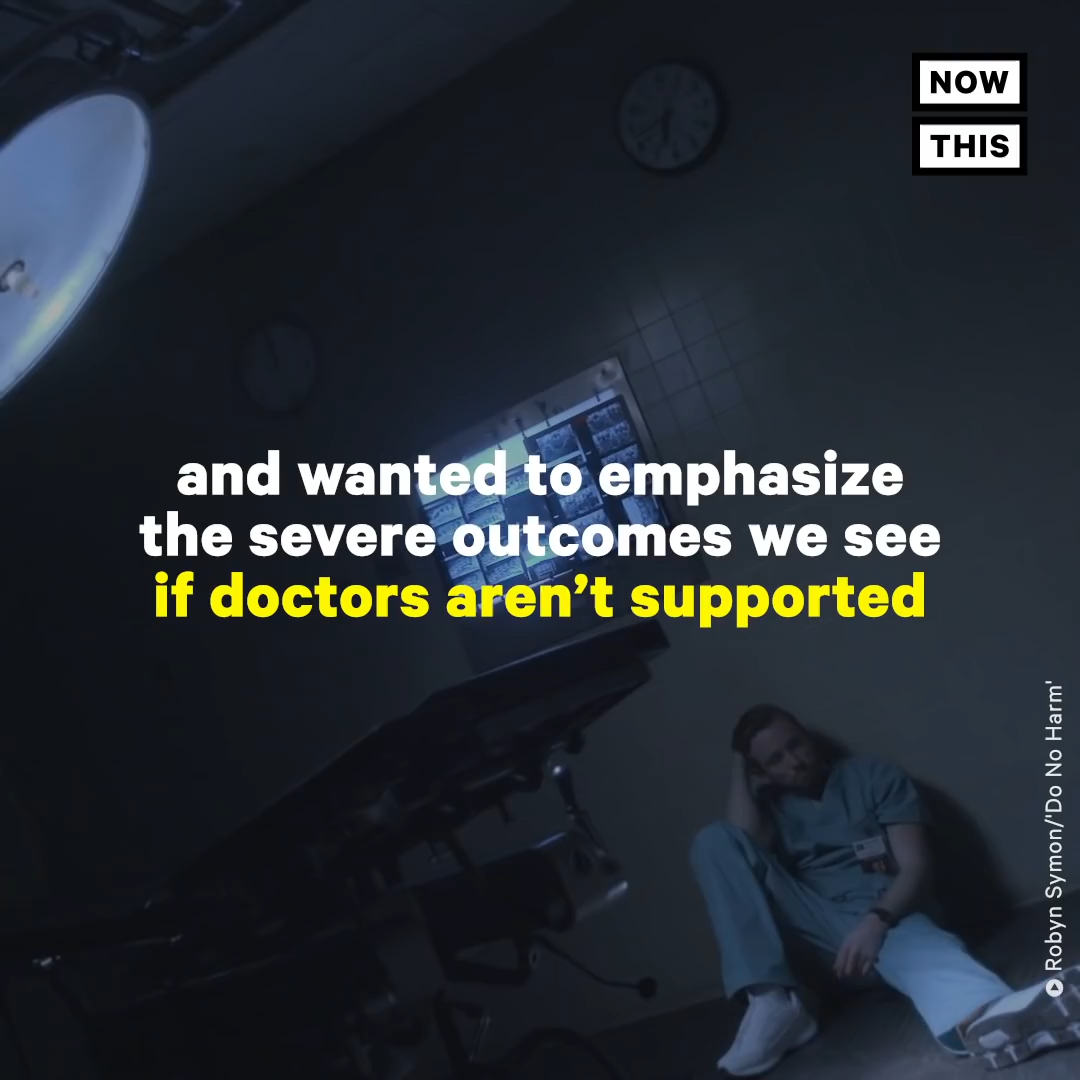 NOW
THIS
and wanted to emphasize
the severe outcomes we see
if doctors aren’t supported
Robyn Symon/'Do No Harm'